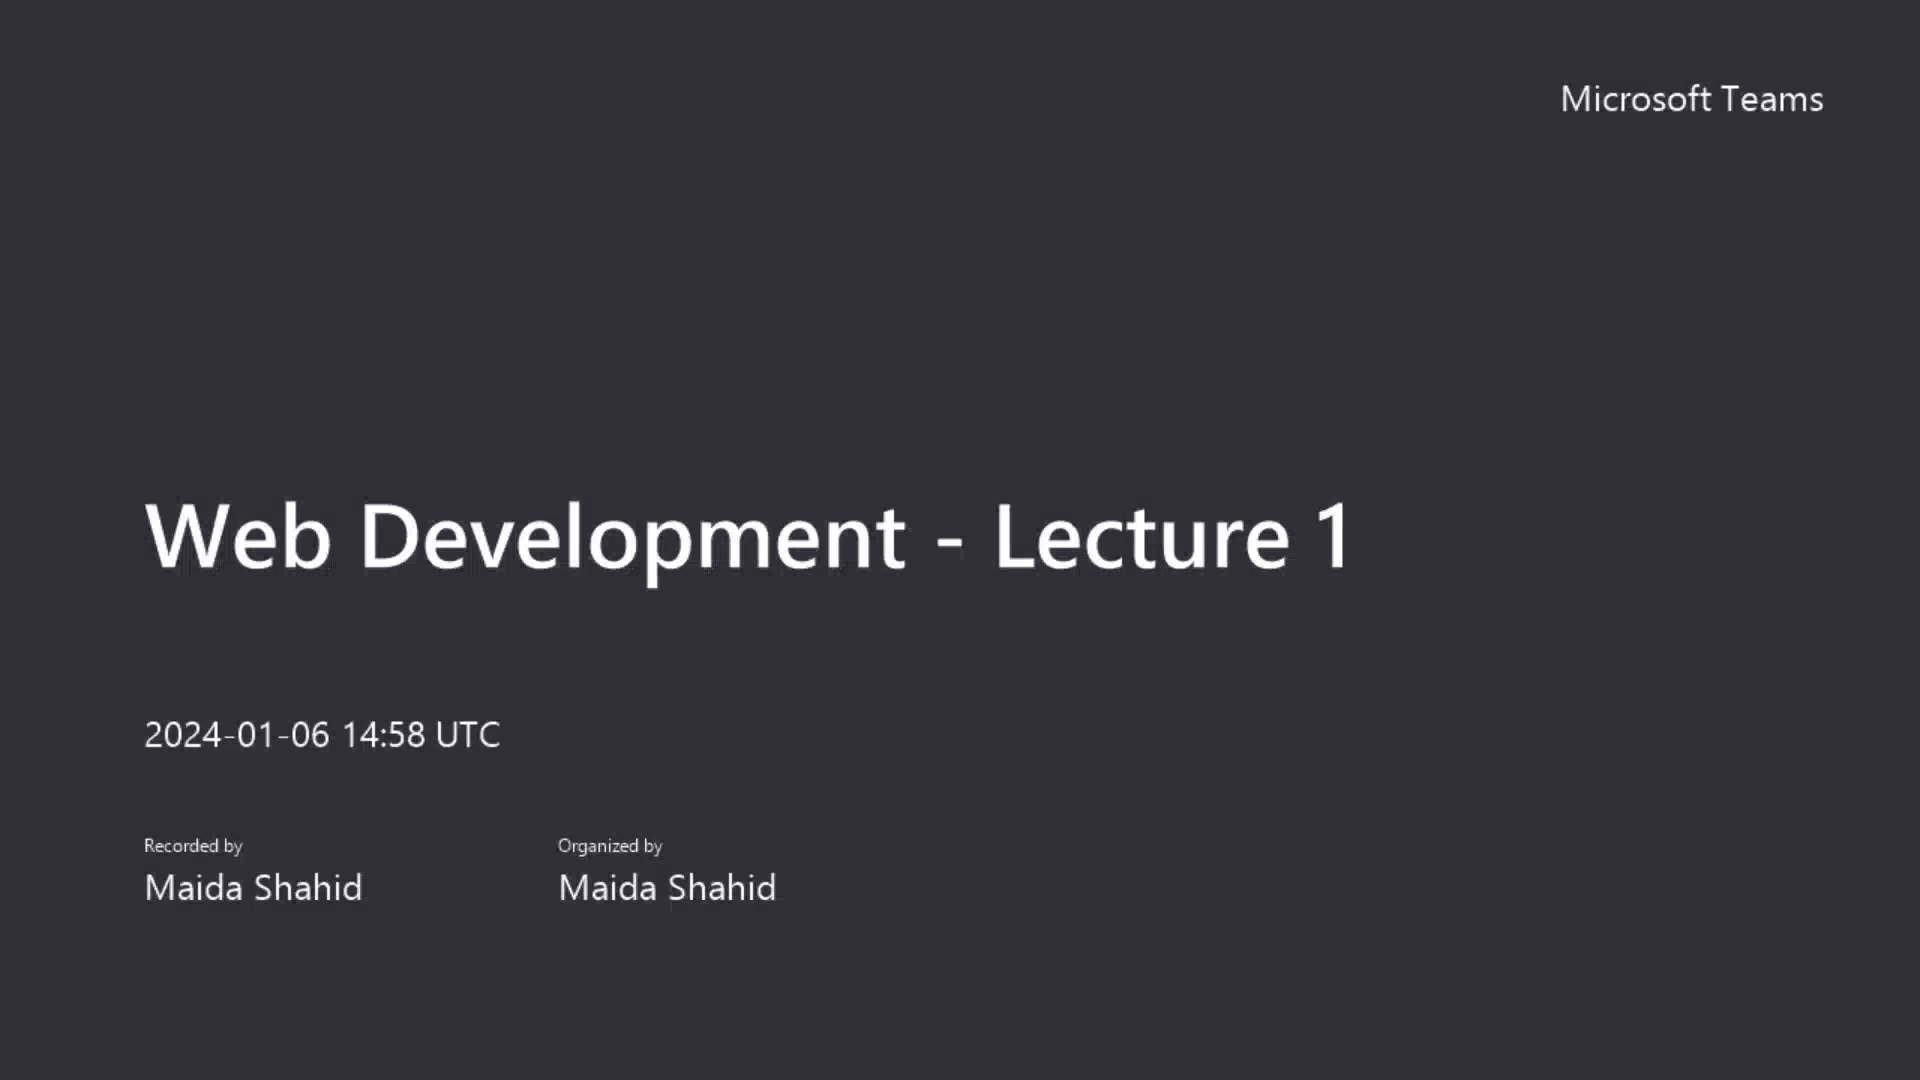 Microsoft Teams
Web Development - Lecture 1
2024-01-06 14:58 UTC
Recorded by
Maida Shahid
Organized by
Maida Shahid